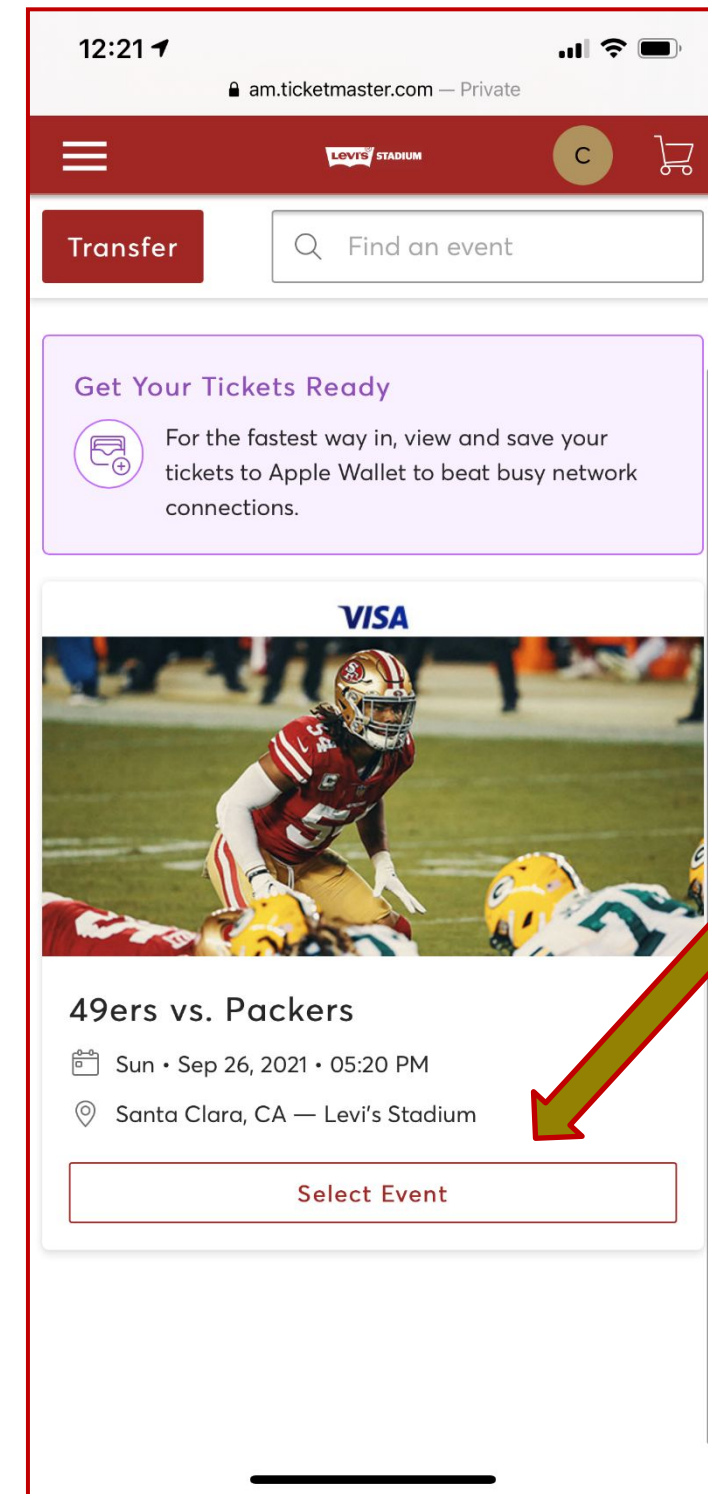 12:21
am.ticketmaster.com — Private
LEVI'S STADIUM
C
Transfer
Find an event
Get Your Tickets Ready
For the fastest way in, view and save your
tickets to Apple Wallet to beat busy network
connections.
VISA
54
C
49ers vs. Packers
Sun • Sep 26, 2021 • 05:20 PM
Santa Clara, CA — Levi's Stadium
Select Event